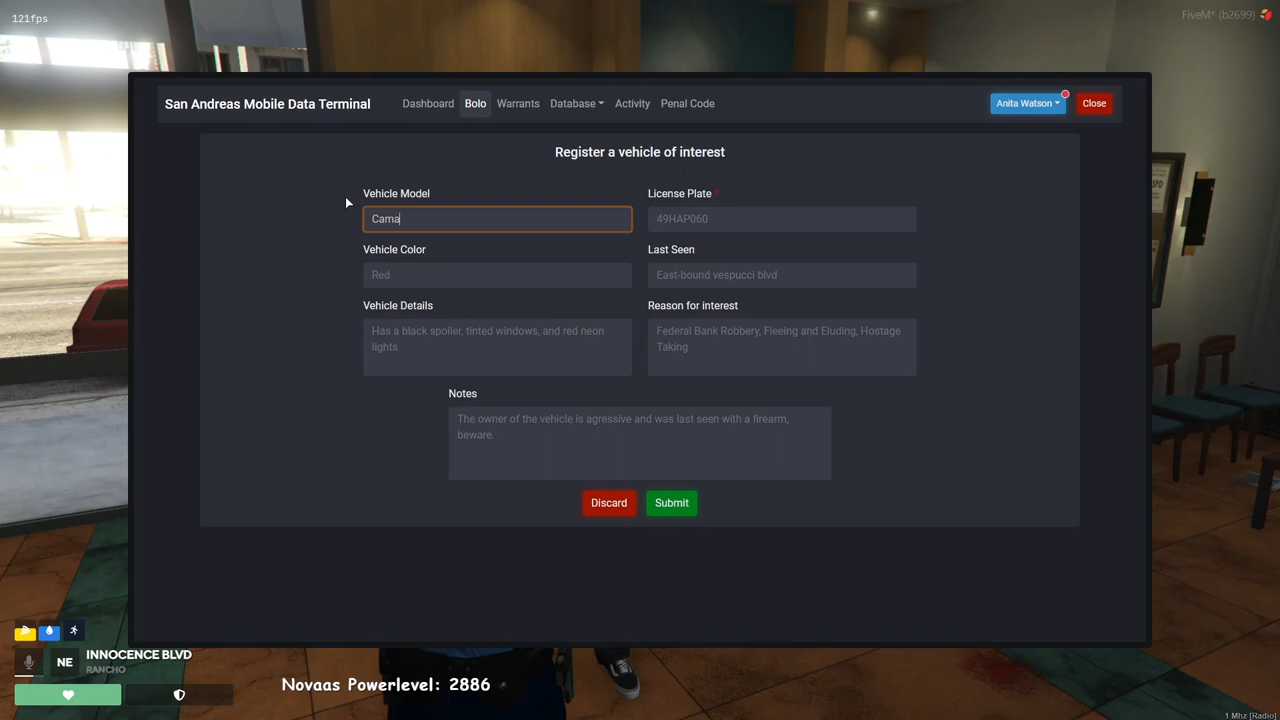 121fps
FiveM* (b2699)
San Andreas Mobile Data Terminal
Dashboard Bolo Warrants Database Activity Penal Code
Anita Watson
Close
Register a vehicle of interest
Vehicle Model
License Plate *
Cama
49HAP060
Vehicle Color
Last Seen
Red
East-bound vespucci blvd
Vehicle Details
Reason for interest
Has a black spoiler, tinted windows, and red neon
lights
Federal Bank Robbery, Fleeing and Eluding, Hostage
Taking
Notes
The owner of the vehicle is agressive and was last seen with a firearm,
beware.
Discard Submit
NE
INNOCENCE BLVD
RANCHO
Novaas Powerlevel: 2886
1 Mhz [Radio]